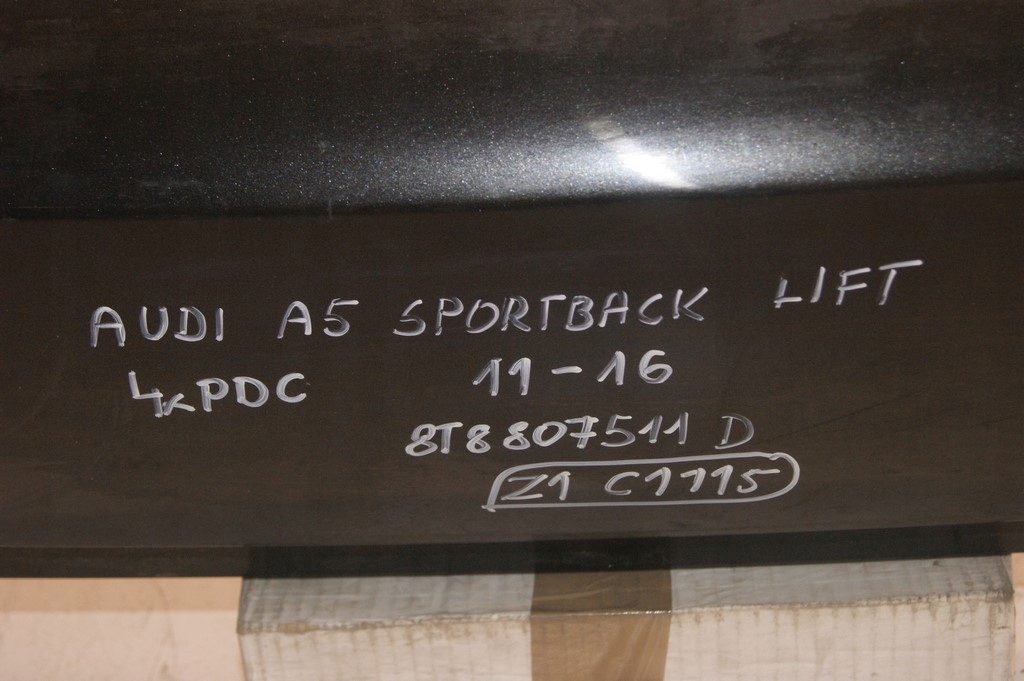 AUDI A5 SPORTBACK LIFT
4xPDC 11-16
8T8807511 D
Z1 C1115